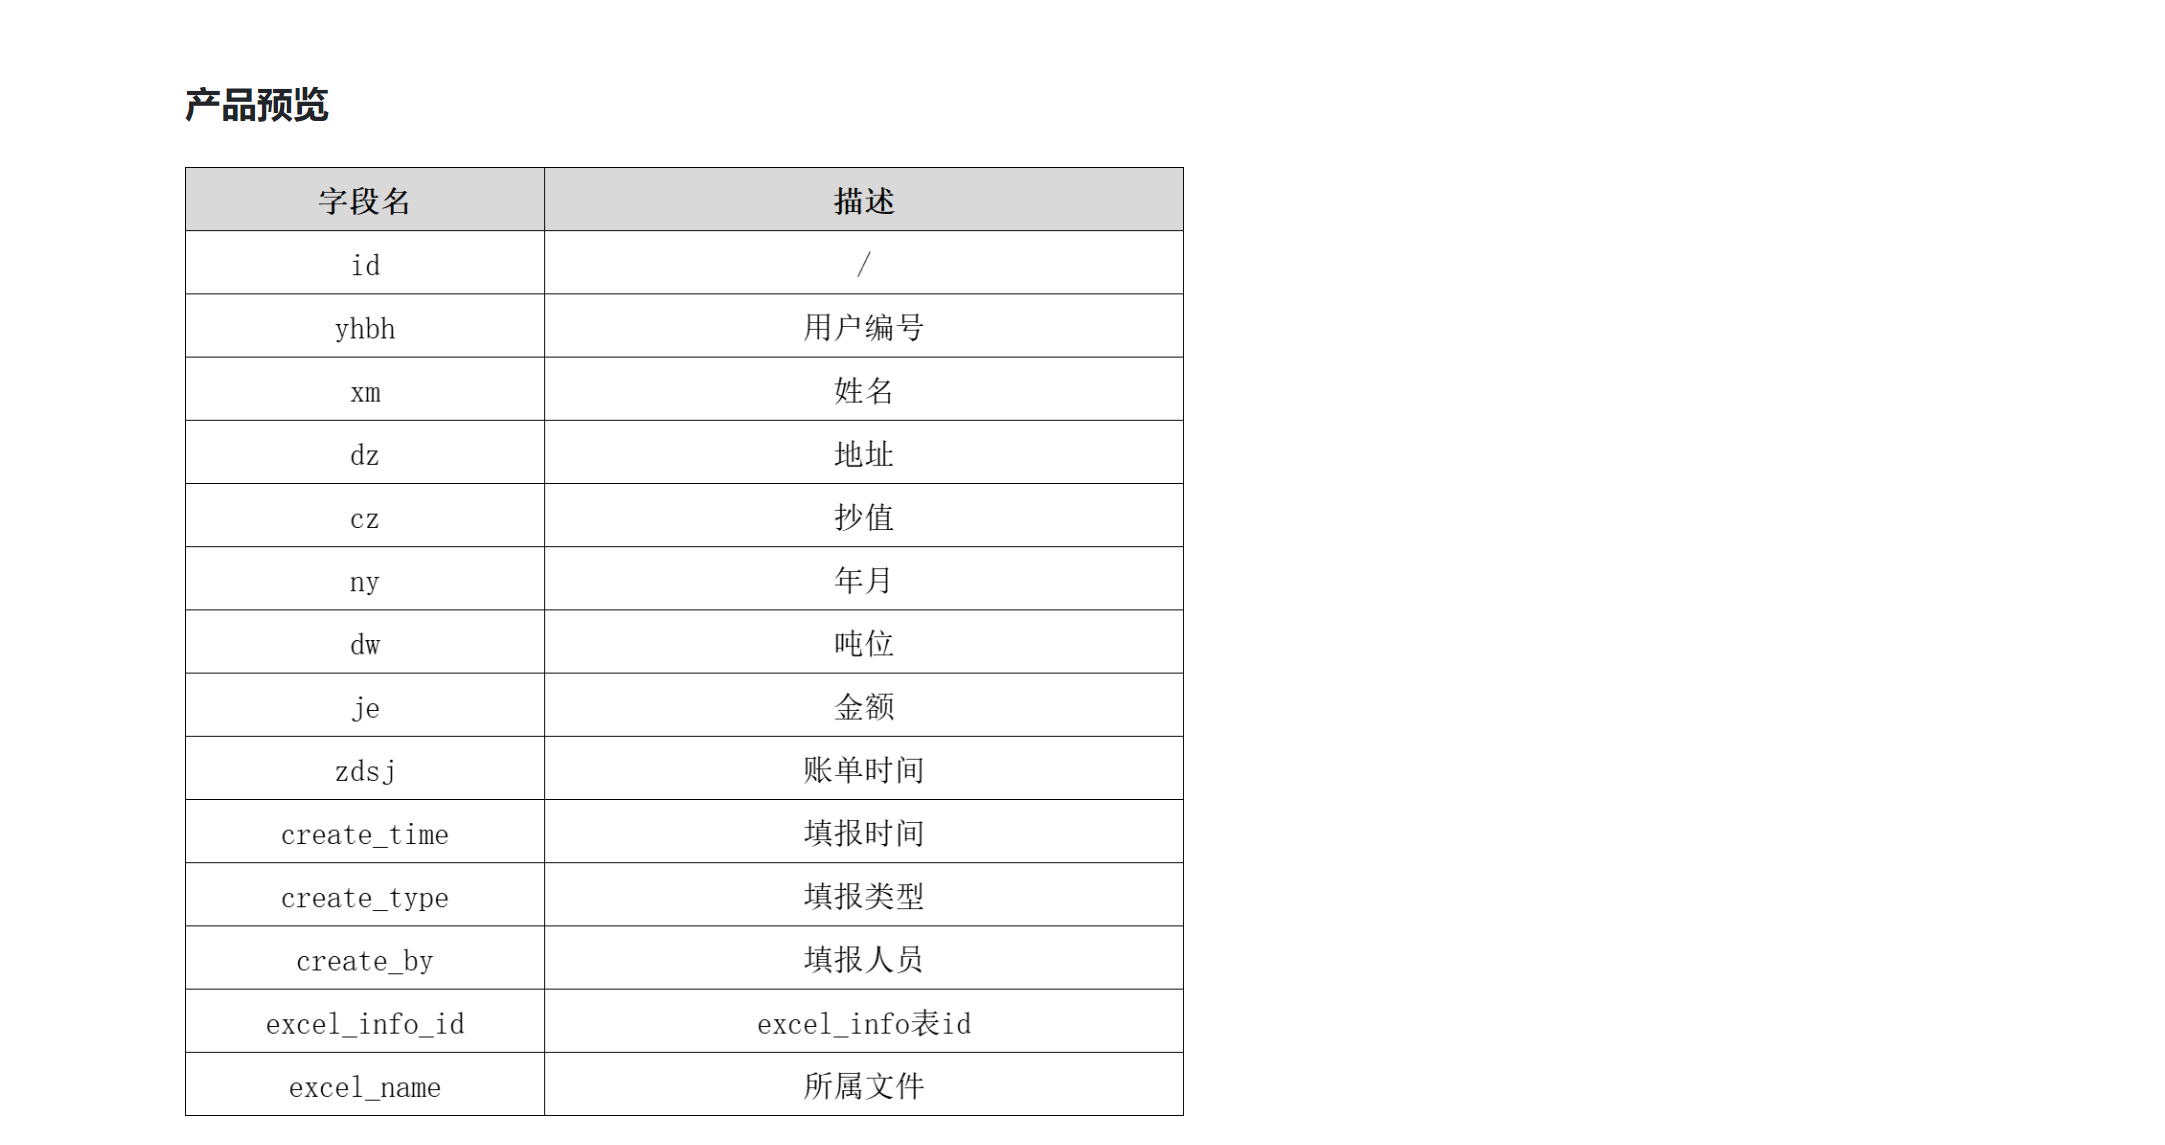 产品预览
字段名 描述
id /
yhbh 用户编号
xm 姓名
dz 地址
cz 抄值
ny 年月
dw 吨位
je 金额
zdsj 账单时间
create_time 填报时间
create_type 填报类型
create_by 填报人员
excel_info_id excel_info表id
excel_name 所属文件